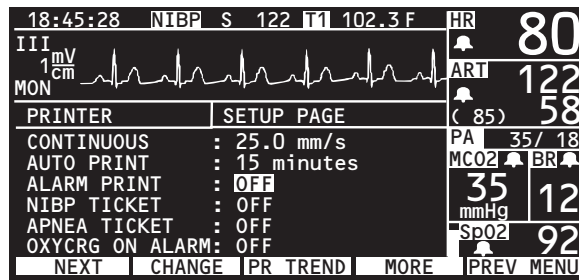 18:45:28 NIBP S 122 T1 102.3 F HR 80
III
1 mV
cm
MON
ART 122
( 85) 58
PRINTER SETUP PAGE
CONTINUOUS : 25.0 mm/s
AUTO PRINT : 15 minutes
ALARM PRINT : OFF
NIBP TICKET : OFF
APNEA TICKET : OFF
OXYCRG ON ALARM: OFF
PA 35/ 18
MCO2 BR
35 12
mmHg
SpO2 92
NEXT CHANGE PR TREND MORE PREV MENU